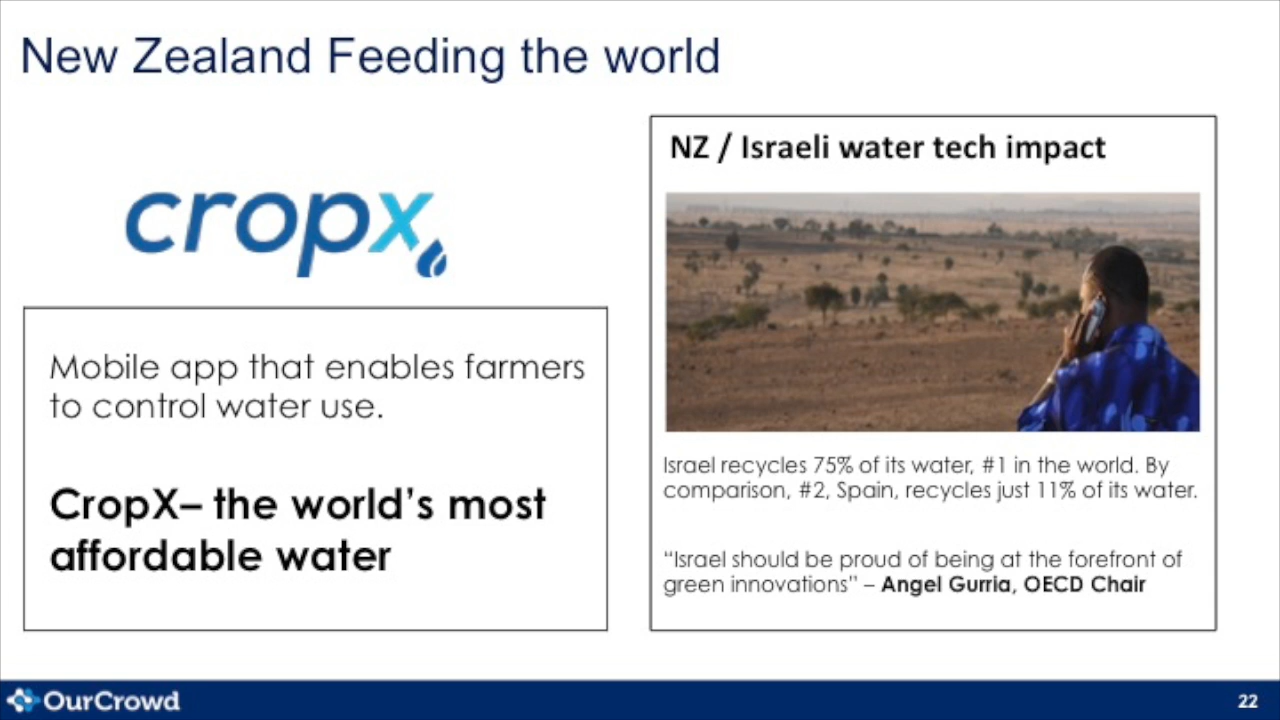 New Zealand Feeding the world
cropx
Mobile app that enables farmers
to control water use.
CropX– the world's most
affordable water
NZ / Israeli water tech impact
Israel recycles 75% of its water, #1 in the world. By
comparison, #2, Spain, recycles just 11% of its water.
“Israel should be proud of being at the forefront of
green innovations” – Angel Gurria, OECD Chair
OurCrowd
22